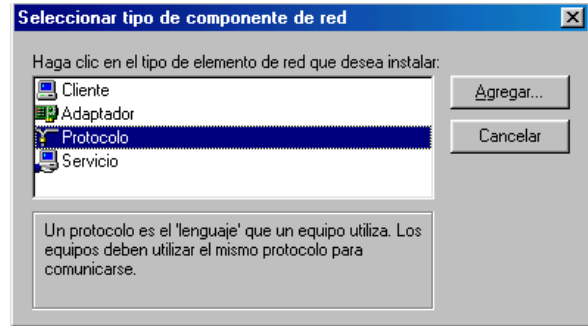 Seleccionar tipo de componente de red
Haga clic en el tipo de elemento de red que desea instalar:
Cliente
Adaptador
Protocolo
Servicio
Agregar...
Cancelar
Un protocolo es el 'lenguaje' que un equipo utiliza. Los
equipos deben utilizar el mismo protocolo para
comunicarse.